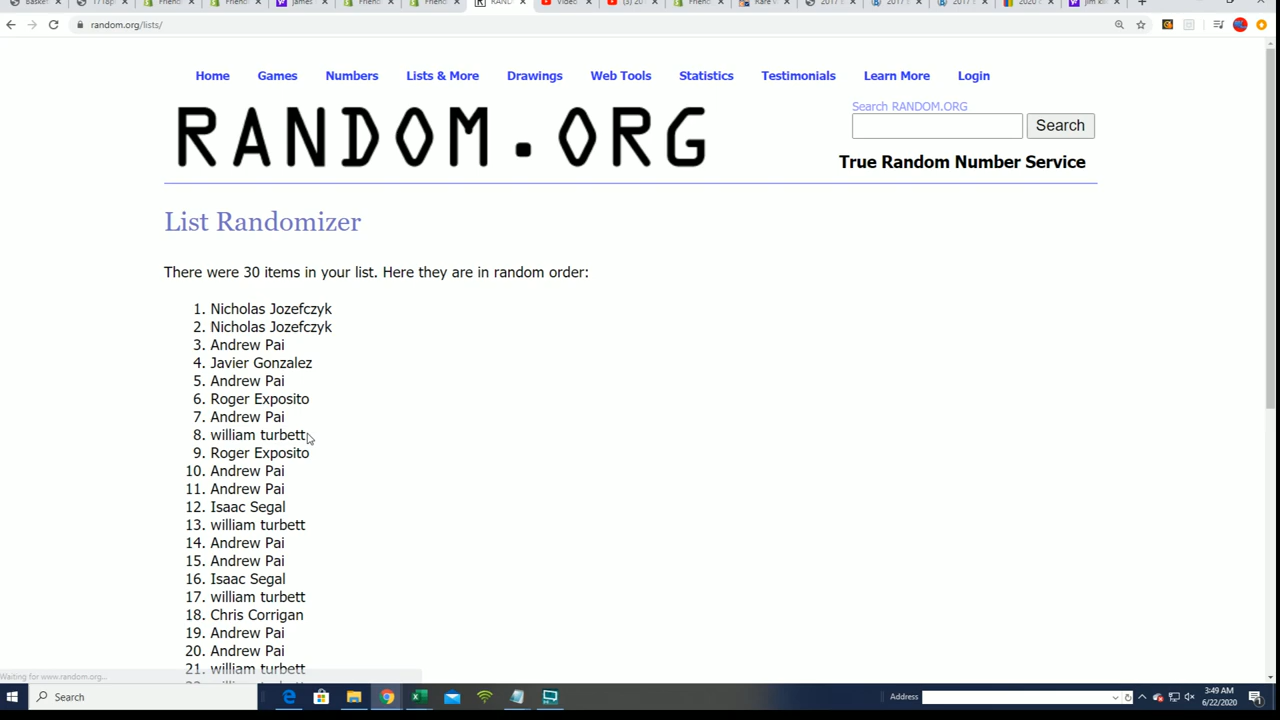 random.org/lists/
Home Games Numbers Lists & More Drawings Web Tools Statistics Testimonials Learn More Login
RANDOM.ORG
Search RANDOM.ORG
Search
True Random Number Service
List Randomizer
There were 30 items in your list. Here they are in random order:
1. Nicholas Jozefczyk
2. Nicholas Jozefczyk
3. Andrew Pai
4. Javier Gonzalez
5. Andrew Pai
6. Roger Exposito
7. Andrew Pai
8. william turbett
9. Roger Exposito
10. Andrew Pai
11. Andrew Pai
12. Isaac Segal
13. william turbett
14. Andrew Pai
15. Andrew Pai
16. Isaac Segal
17. william turbett
18. Chris Corrigan
19. Andrew Pai
20. Andrew Pai
21. william turbett
Waiting for www.random.org...
Search
Address
3:49 AM
6/22/2020